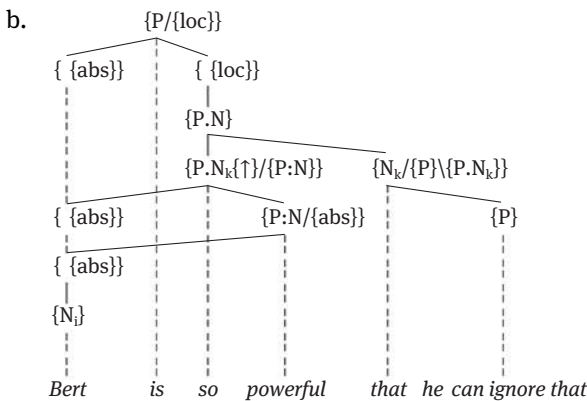 b.
{P/{loc}}
{ {abs}} { {loc}}
{P.N}
{P.Nₖ{↑}/{P:N}} {Nₖ/{P}\{P.Nₖ}}
{ {abs}} {P:N/{abs}} {P}
{ {abs}}
{Nᵢ}
Bert is so powerful that he can ignore that